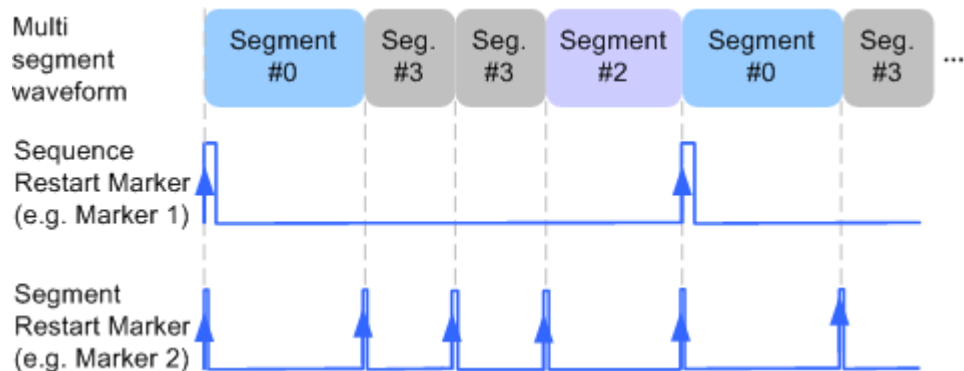 Multi
segment
waveform
Segment
#0
Seg.
#3
Seg.
#3
Segment
#2
Segment
#0
Seg.
#3
...
Sequence
Restart Marker
(e.g. Marker 1)
Segment
Restart Marker
(e.g. Marker 2)